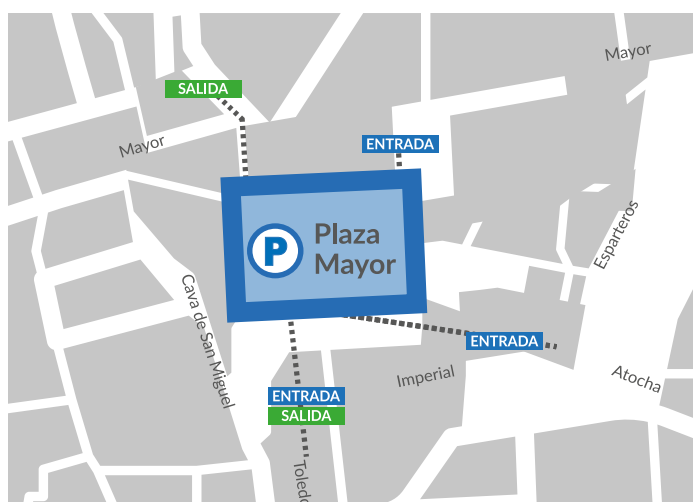 Mayor
SALIDA
Mayor
ENTRADA
Esparteros
P
Plaza
Mayor
Cava de San Miguel
ENTRADA
Imperial
Atocha
ENTRADA
SALIDA
Toledo